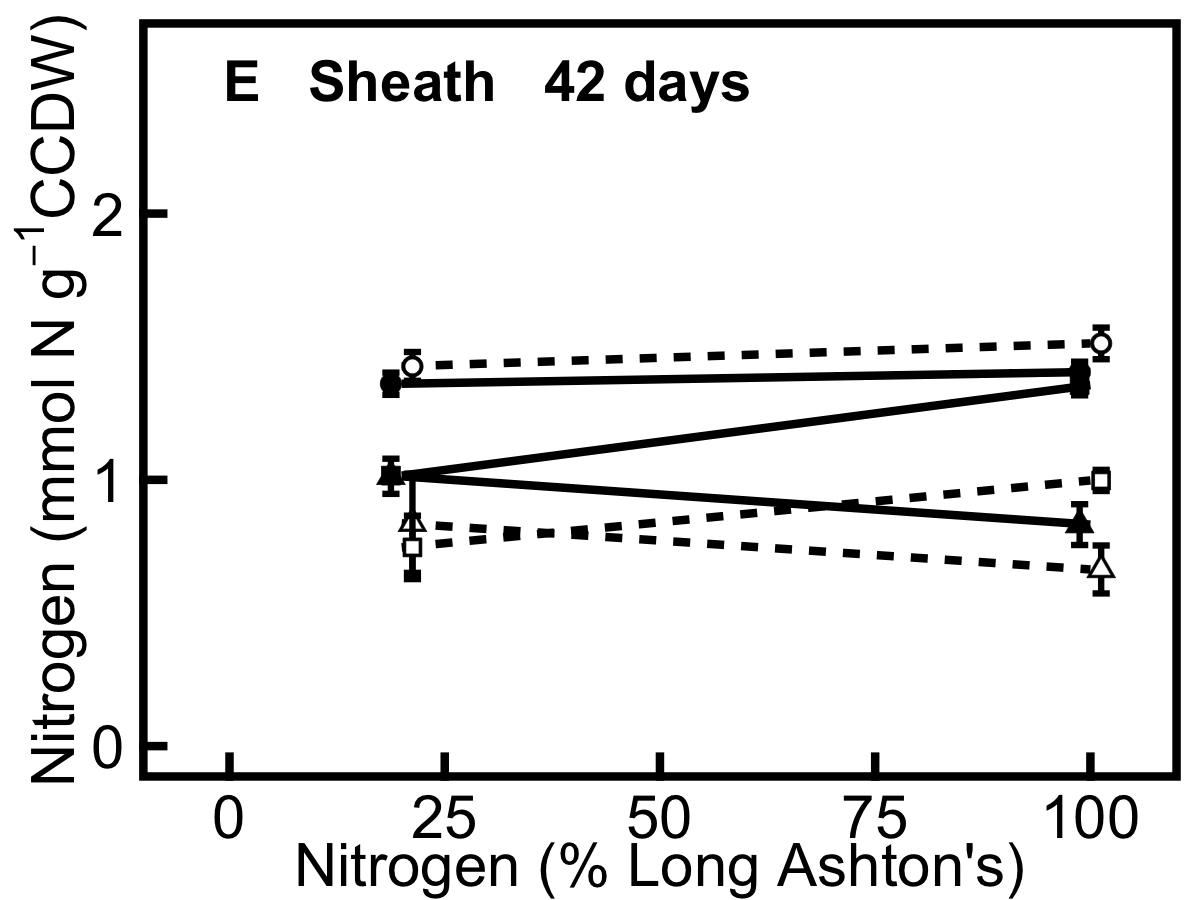 E Sheath 42 days
Nitrogen (mmol N g⁻¹CCDW)
2
1
0
0 25 50 75 100
Nitrogen (% Long Ashton's)